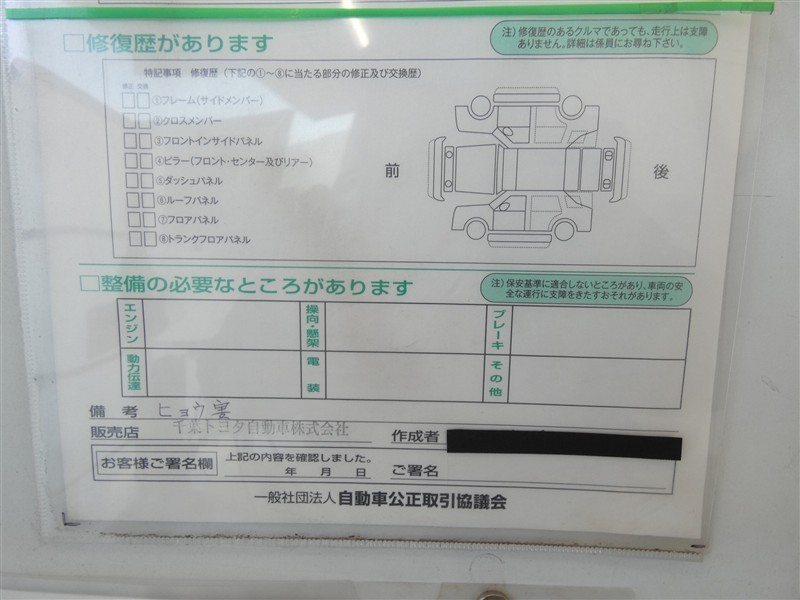 □修復歴があります
注）修復歴のあるクルマであっても、走行上は支障
ありません。詳細は係員にお尋ね下さい。
特記事項　修復歴（下記の①〜⑧に当たる部分の修正及び交換歴）
修正 交換
①フレーム（サイドメンバー）
②クロスメンバー
③フロントインサイドパネル
④ピラー（フロント・センター及びリアー）
⑤ダッシュパネル
⑥ルーフパネル
⑦フロアパネル
⑧トランクフロアパネル
前
後
□整備の必要なところがあります
注）保安基準に適合しないところがあり、車両の安
全な運行に支障をきたすおそれがあります。
エンジン
操向・懸架
ブレーキ
動力伝達
電装
その他
備考 ヒョウ害
販売店 千葉トヨタ自動車株式会社 作成者
お客様ご署名欄
上記の内容を確認しました。
年　月　日 ご署名
一般社団法人 自動車公正取引協議会